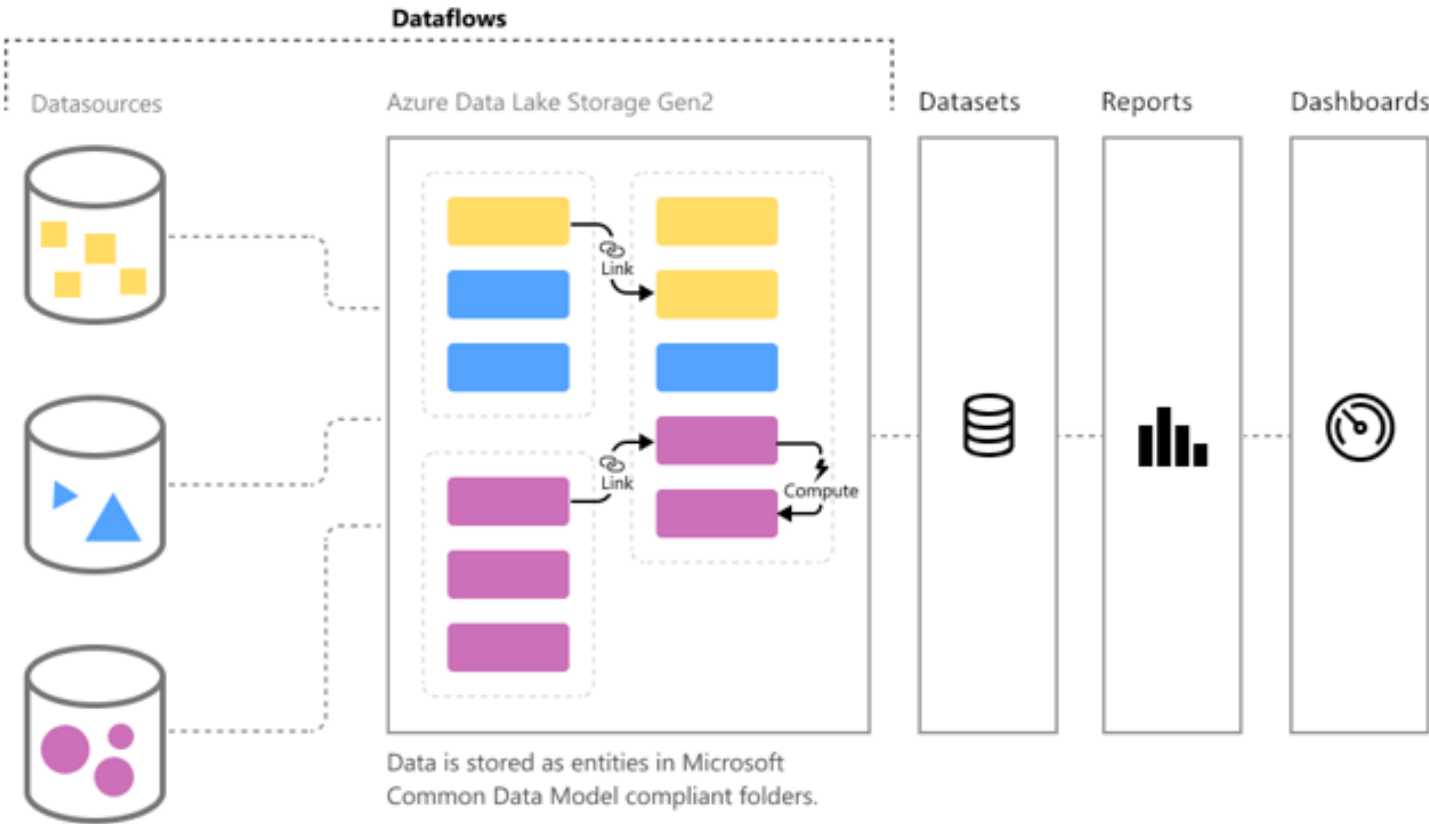 Dataflows
Datasources
Azure Data Lake Storage Gen2
Datasets
Reports
Dashboards
Link
Link
Compute
Data is stored as entities in Microsoft
Common Data Model compliant folders.